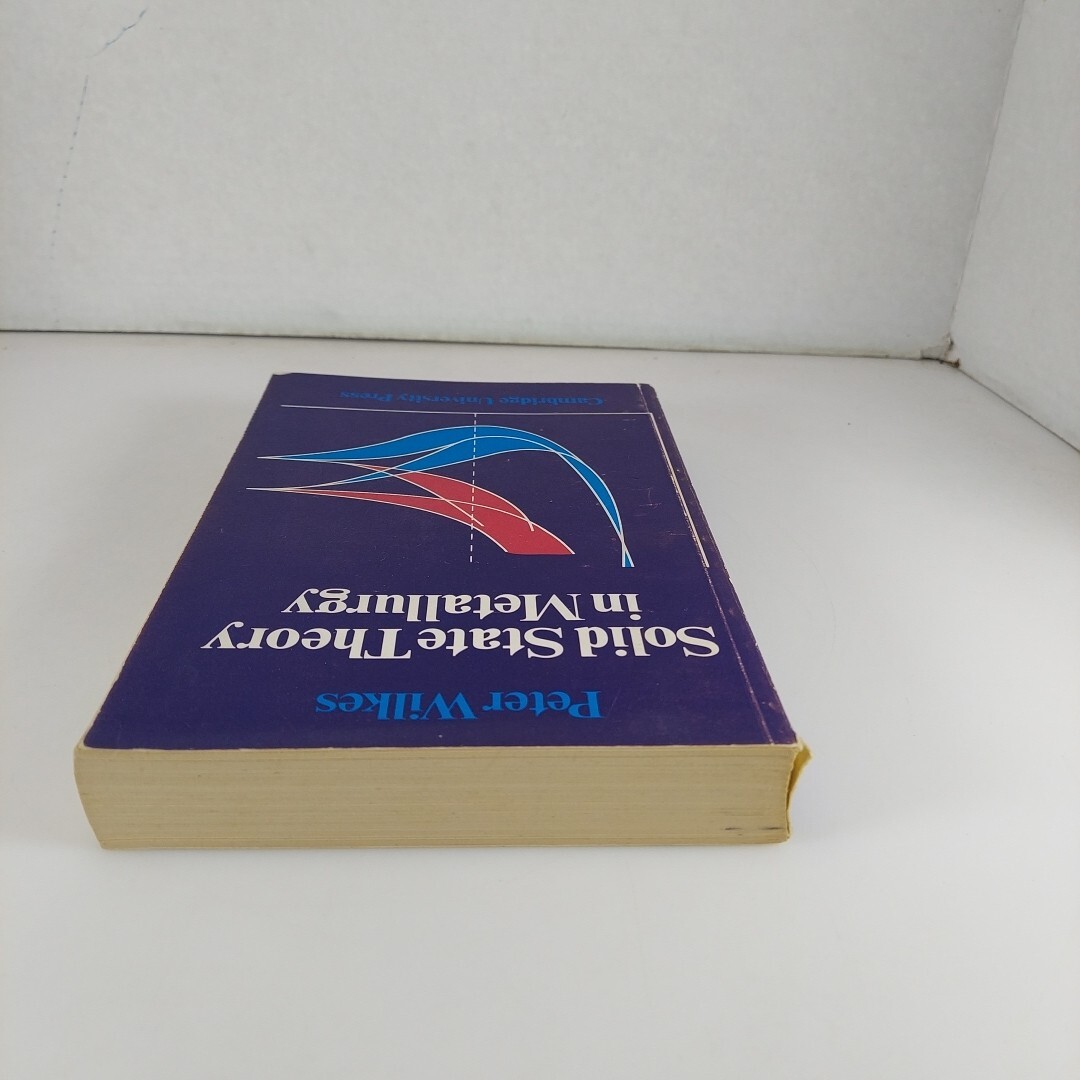 Peter Wilkes
Solid State Theory
in Metallurgy
Cambridge University Press